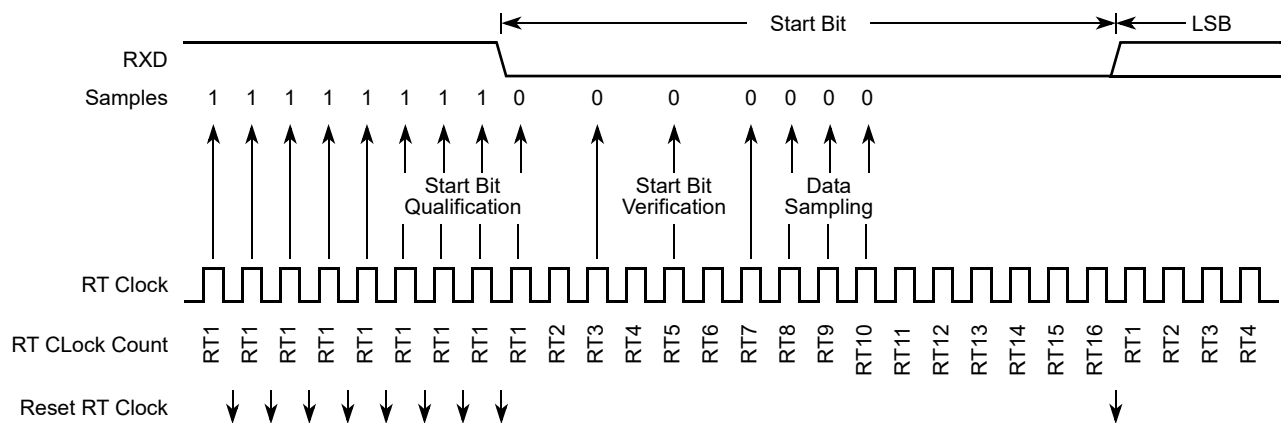 Start Bit LSB
RXD
Samples 1 1 1 1 1 1 1 1 0 0 0 0 0 0 0
Start Bit Qualification
Start Bit Verification
Data Sampling
RT Clock
RT CLock Count RT1 RT1 RT1 RT1 RT1 RT1 RT1 RT1 RT1 RT2 RT3 RT4 RT5 RT6 RT7 RT8 RT9 RT10 RT11 RT12 RT13 RT14 RT15 RT16 RT1 RT2 RT3 RT4
Reset RT Clock